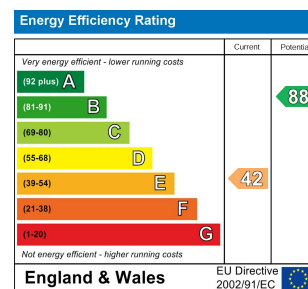 Energy Efficiency Rating
Current
Very energy efficient - lower running costs
(92 plus) A
(81-91) B
88
(69-80) C
(55-68) D
(39-54) E
42
(21-38) F
(1-20) G
Not energy efficient - higher running costs
England & Wales
EU Directive
2002/91/EC